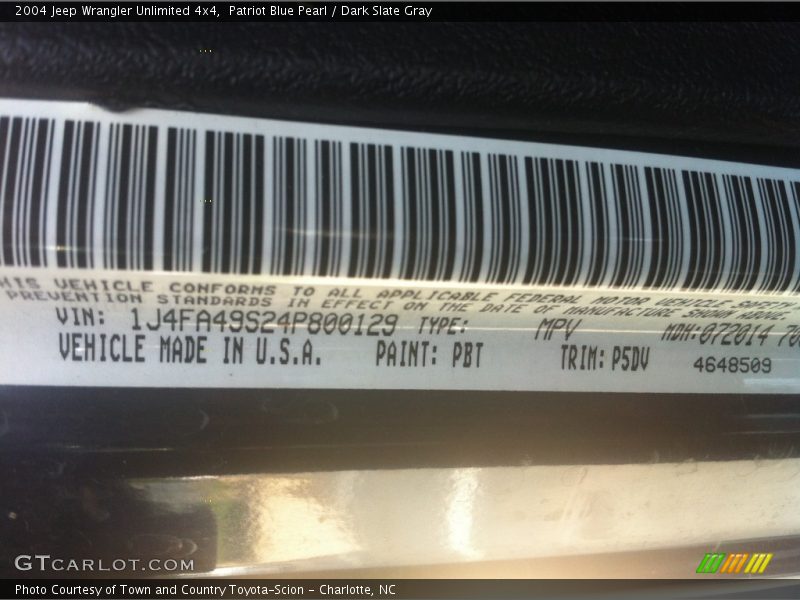 2004 Jeep Wrangler Unlimited 4x4,  Patriot Blue Pearl / Dark Slate Gray
HIS VEHICLE CONFORMS TO ALL APPLICABLE FEDERAL MOTOR VEHICLE SAFETY
PREVENTION STANDARDS IN EFFECT ON THE DATE OF MANUFACTURE SHOWN ABOVE.
VIN: 1J4FA49S24P800129 TYPE: MPV MDH:072014
VEHICLE MADE IN U.S.A. PAINT: PBT TRIM: P5DV 4648509
GTCARLOT.COM
Photo Courtesy of Town and Country Toyota-Scion - Charlotte, NC